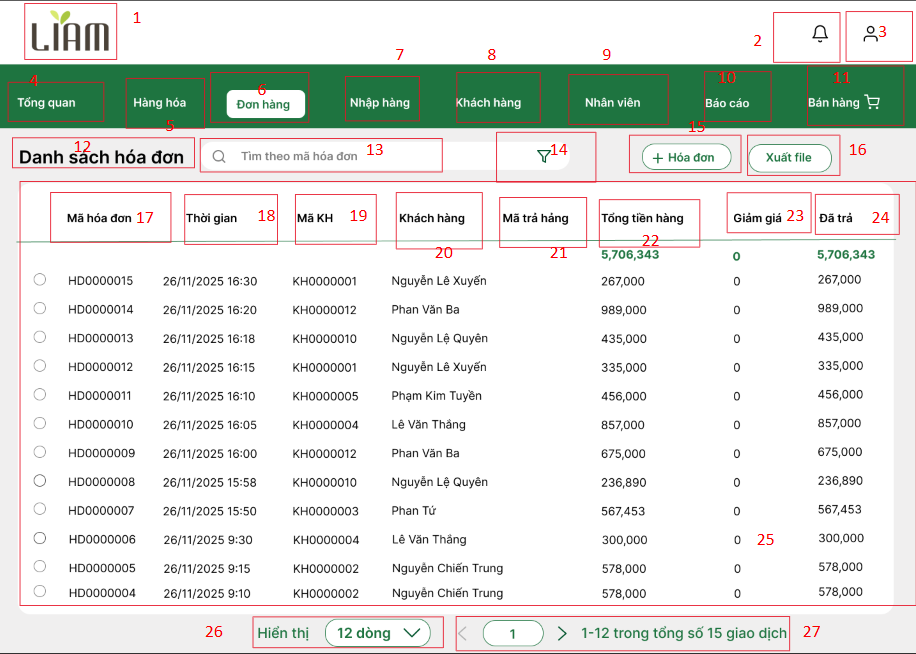 LIAM 1 2 3
4 5 6 7 8 9 10 11
Tổng quan Hàng hóa Đơn hàng Nhập hàng Khách hàng Nhân viên Báo cáo Bán hàng
12 13 14 15 16
Danh sách hóa đơn Tìm theo mã hóa đơn + Hóa đơn Xuất file
Mã hóa đơn 17 Thời gian 18 Mã KH 19 Khách hàng 20 Mã trả hảng 21 Tổng tiền hàng 22 Giảm giá 23 Đã trả 24
5,706,343 0 5,706,343
HD0000015 26/11/2025 16:30 KH0000001 Nguyễn Lê Xuyến 267,000 0 267,000
HD0000014 26/11/2025 16:20 KH0000012 Phan Văn Ba 989,000 0 989,000
HD0000013 26/11/2025 16:18 KH0000010 Nguyễn Lệ Quyên 435,000 0 435,000
HD0000012 26/11/2025 16:15 KH0000001 Nguyễn Lê Xuyến 335,000 0 335,000
HD0000011 26/11/2025 16:10 KH0000005 Phạm Kim Tuyền 456,000 0 456,000
HD0000010 26/11/2025 16:05 KH0000004 Lê Văn Thắng 857,000 0 857,000
HD0000009 26/11/2025 16:00 KH0000012 Phan Văn Ba 675,000 0 675,000
HD0000008 26/11/2025 15:58 KH0000010 Nguyễn Lệ Quyên 236,890 0 236,890
HD0000007 26/11/2025 15:50 KH0000003 Phan Tứ 567,453 0 567,453
HD0000006 26/11/2025 9:30 KH0000004 Lê Văn Thắng 300,000 0 25 300,000
HD0000005 26/11/2025 9:15 KH0000002 Nguyễn Chiến Trung 578,000 0 578,000
HD0000004 26/11/2025 9:10 KH0000002 Nguyễn Chiến Trung 578,000 0 578,000
26 Hiển thị 12 dòng 1 1-12 trong tổng số 15 giao dịch 27